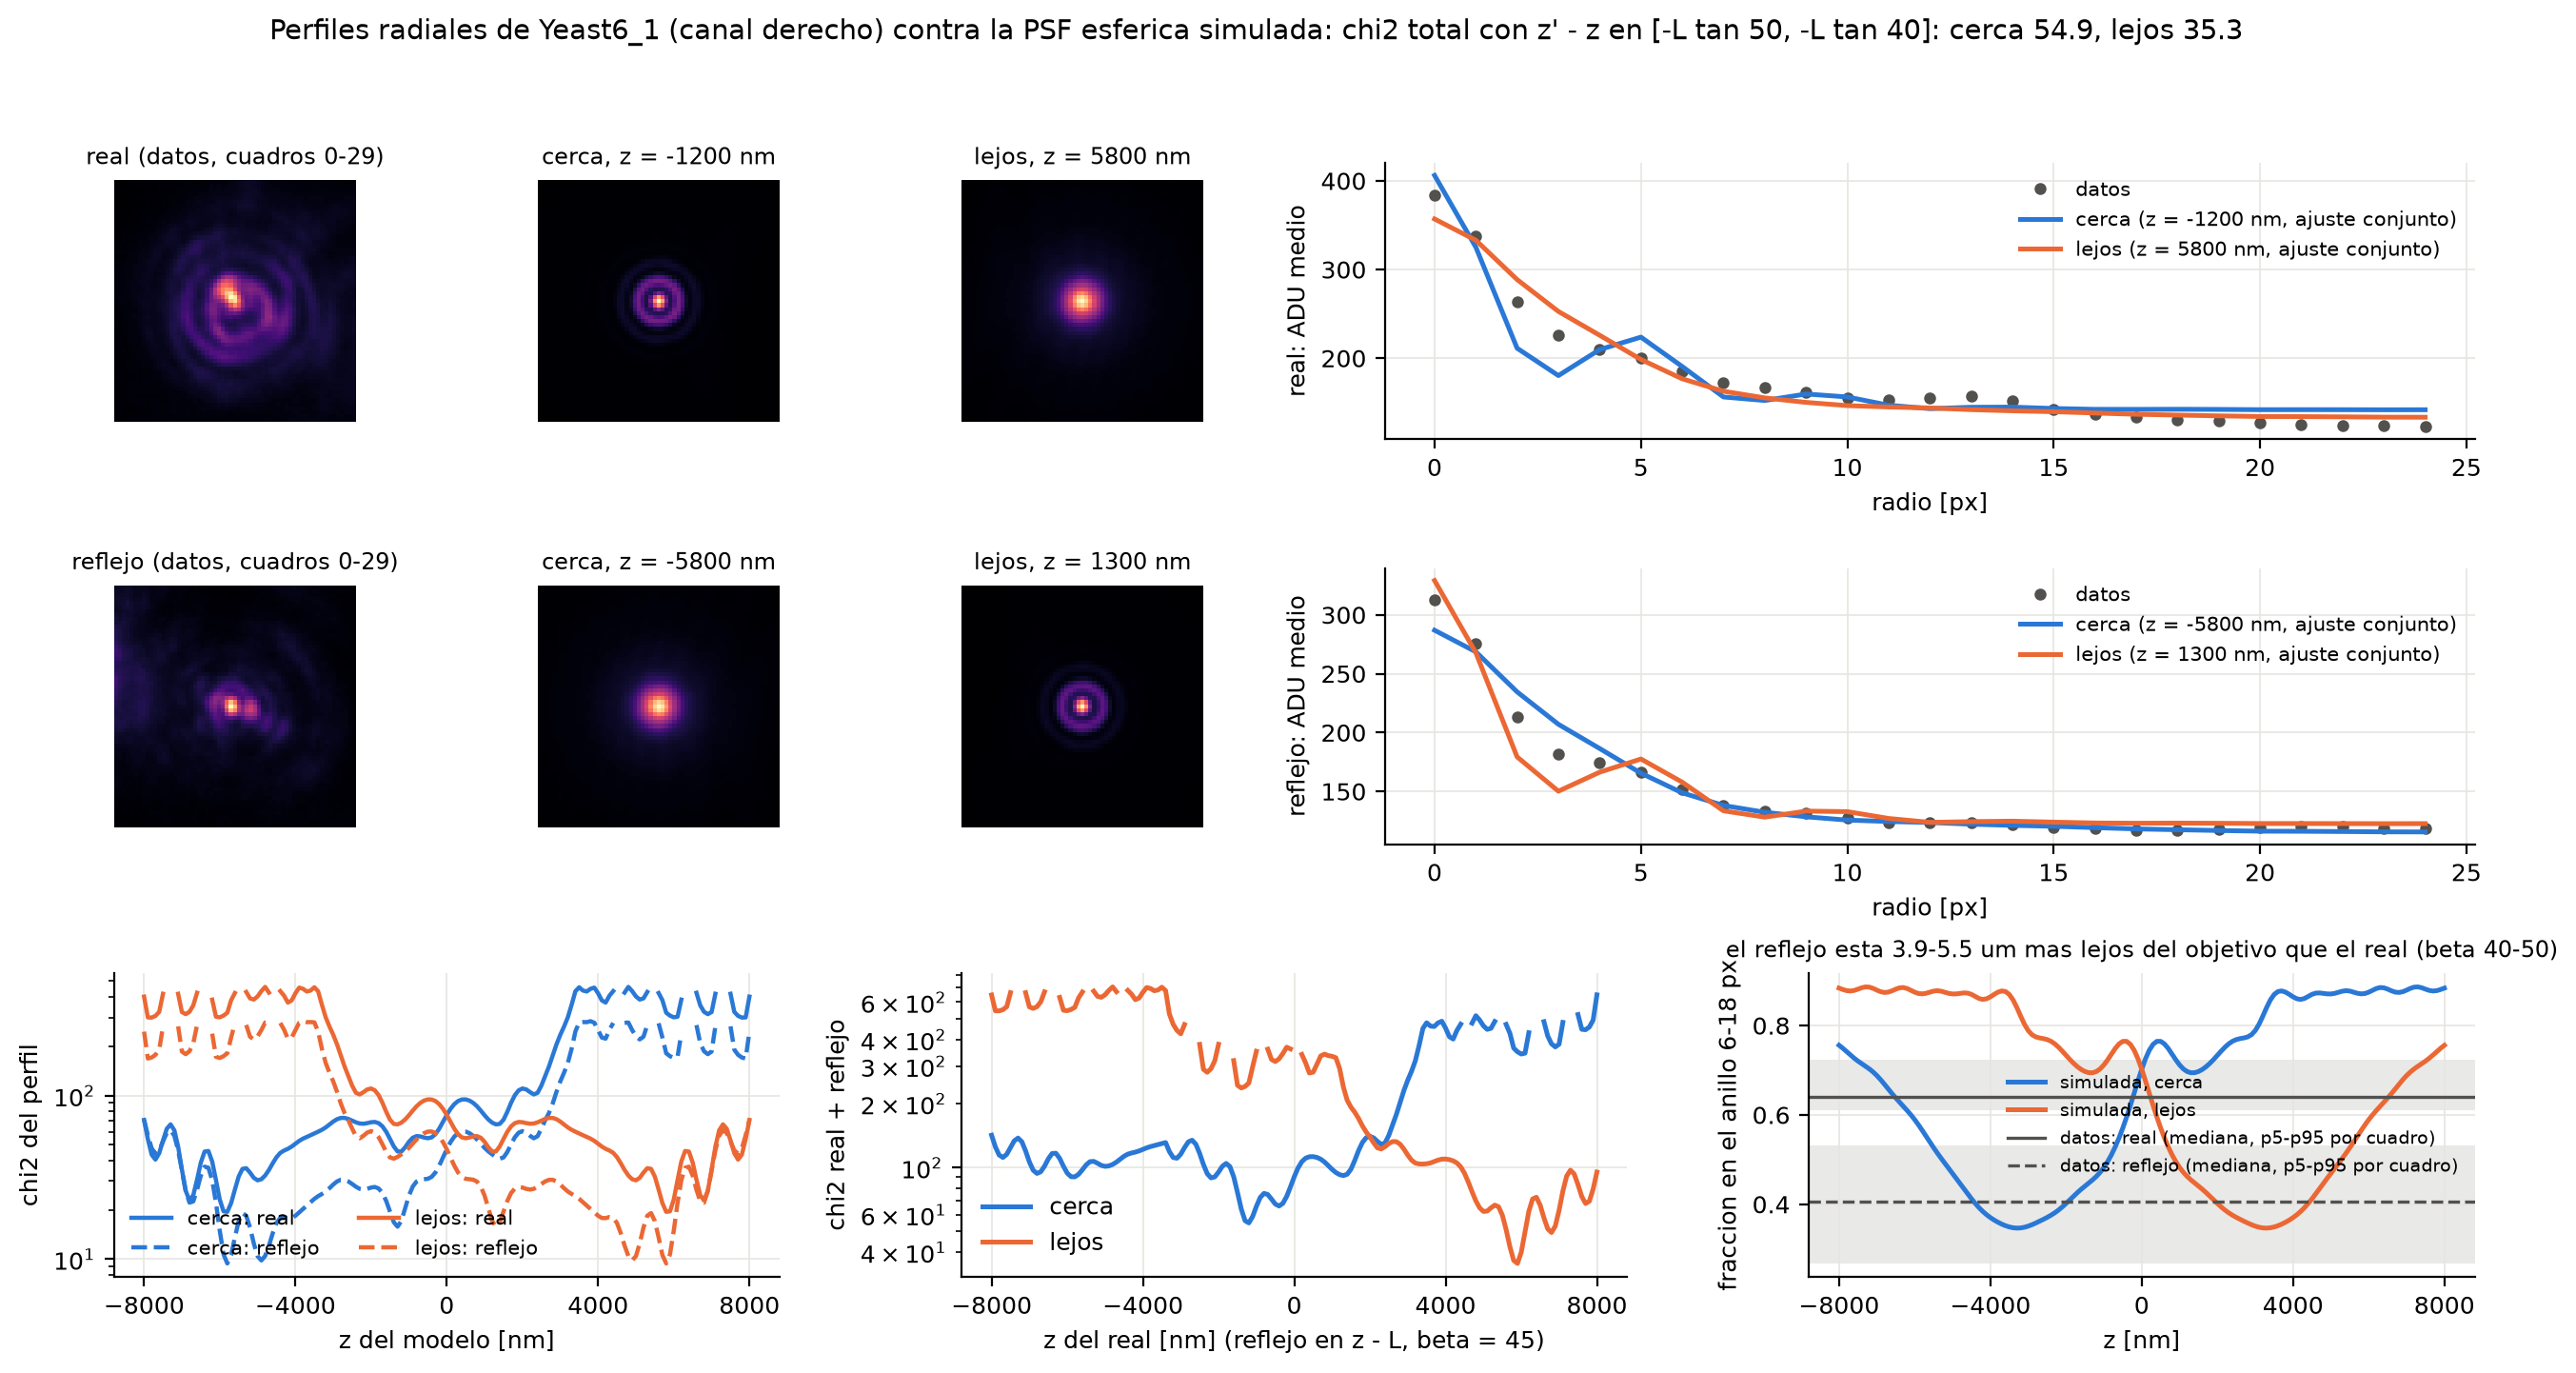 Perfiles radiales de Yeast6_1 (canal derecho) contra la PSF esferica simulada: chi2 total con z' - z en [-L tan 50, -L tan 40]: cerca 54.9, lejos 35.3
real (datos, cuadros 0-29)
cerca, z = -1200 nm
lejos, z = 5800 nm
real: ADU medio
400
300
200
datos
cerca (z = -1200 nm, ajuste conjunto)
lejos (z = 5800 nm, ajuste conjunto)
0 5 10 15 20 25
radio [px]
reflejo (datos, cuadros 0-29)
cerca, z = -5800 nm
lejos, z = 1300 nm
reflejo: ADU medio
300
250
200
150
datos
cerca (z = -5800 nm, ajuste conjunto)
lejos (z = 1300 nm, ajuste conjunto)
0 5 10 15 20 25
radio [px]
chi2 del perfil
10²
10¹
cerca: real
cerca: reflejo
lejos: real
lejos: reflejo
−8000 −4000 0 4000 8000
z del modelo [nm]
chi2 real + reflejo
6 × 10²
4 × 10²
3 × 10²
2 × 10²
10²
6 × 10¹
4 × 10¹
cerca
lejos
−8000 −4000 0 4000 8000
z del real [nm] (reflejo en z - L, beta = 45)
el reflejo esta 3.9-5.5 um mas lejos del objetivo que el real (beta 40-50)
fraccion en el anillo 6-18 px
0.8
0.6
0.4
simulada, cerca
simulada, lejos
datos: real (mediana, p5-p95 por cuadro)
datos: reflejo (mediana, p5-p95 por cuadro)
−8000 −4000 0 4000 8000
z [nm]